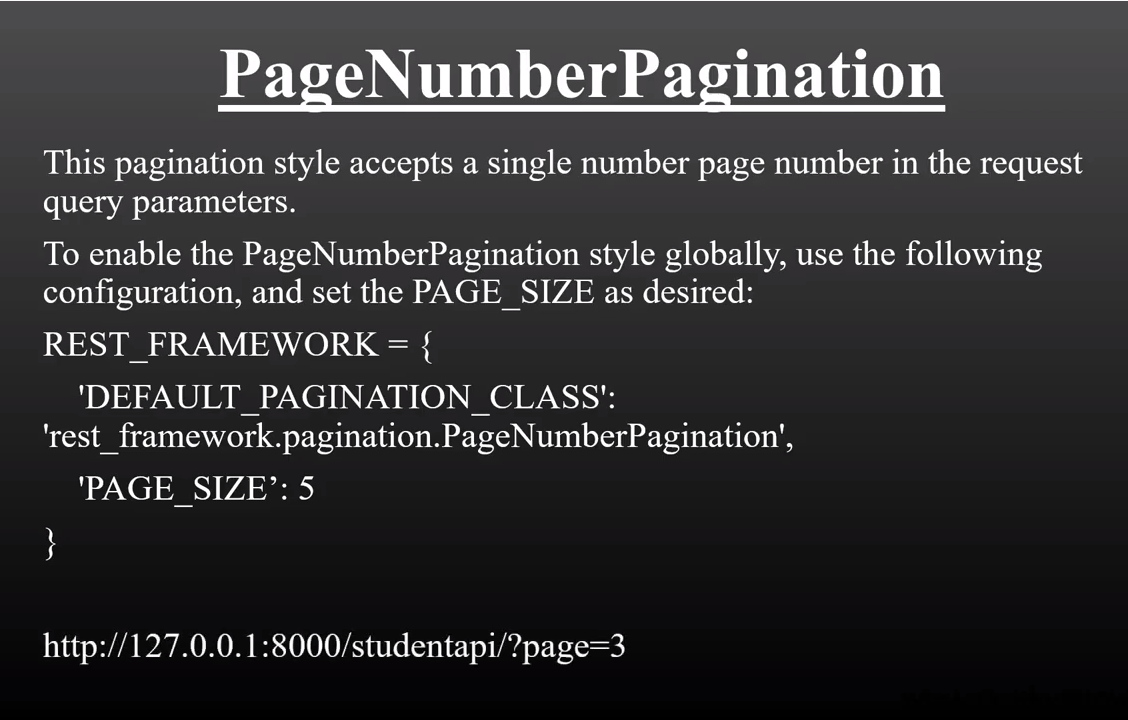 PageNumberPagination
This pagination style accepts a single number page number in the request
query parameters.
To enable the PageNumberPagination style globally, use the following
configuration, and set the PAGE_SIZE as desired:
REST_FRAMEWORK = {
'DEFAULT_PAGINATION_CLASS':
'rest_framework.pagination.PageNumberPagination',
'PAGE_SIZE’: 5
}
http://127.0.0.1:8000/studentapi/?page=3